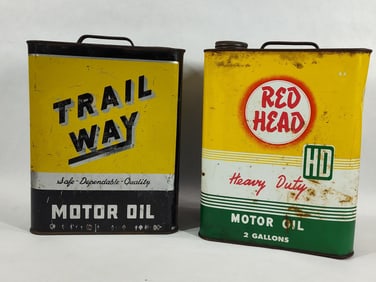 TRAIL
WAY
Safe - Dependable - Quality
MOTOR OIL
RED
HEAD
HD
Heavy Duty
MOTOR OIL
2 GALLONS